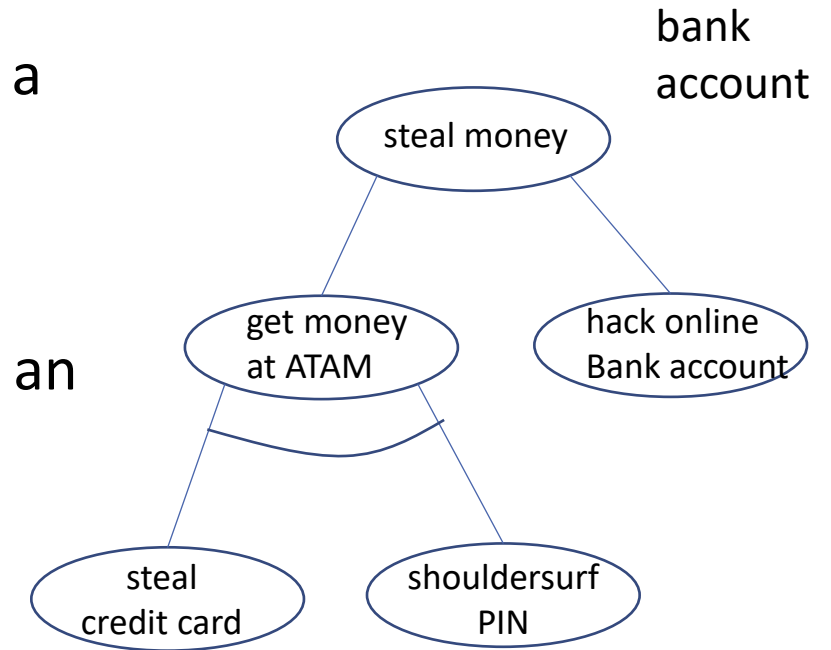 bank
account
a
steal money
get money
at ATAM
hack online
Bank account
an
steal
credit card
shouldersurf
PIN